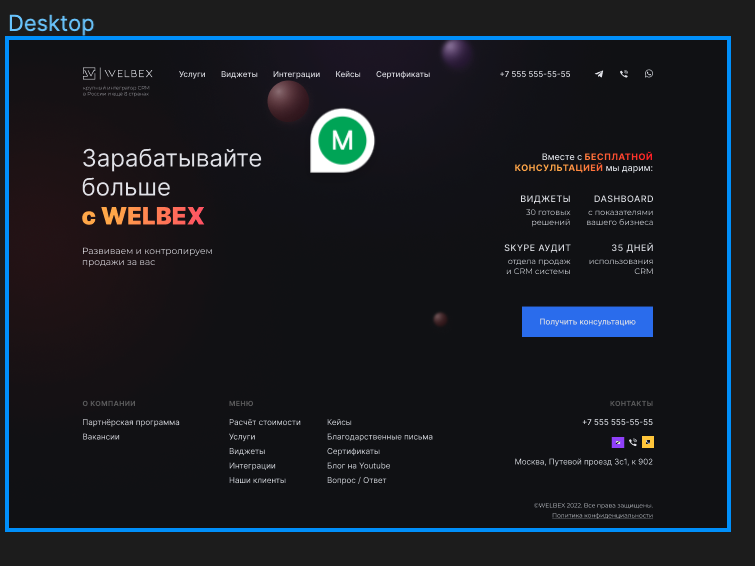 Desktop
WELBEX
крупный интегратор CRM
в России и ещё 8 странах
Услуги Виджеты Интеграции Кейсы Сертификаты
+7 555 555-55-55
M
Зарабатывайте
больше
с WELBEX
Развиваем и контролируем
продажи за вас
Вместе с БЕСПЛАТНОЙ
КОНСУЛЬТАЦИЕЙ мы дарим:
ВИДЖЕТЫ
30 готовых
решений
DASHBOARD
с показателями
вашего бизнеса
SKYPE АУДИТ
отдела продаж
и CRM системы
35 ДНЕЙ
использования
CRM
Получить консультацию
О КОМПАНИИ
Партнёрская программа
Вакансии
МЕНЮ
Расчёт стоимости
Услуги
Виджеты
Интеграции
Наши клиенты
Кейсы
Благодарственные письма
Сертификаты
Блог на Youtube
Вопрос / Ответ
КОНТАКТЫ
+7 555 555-55-55
Москва, Путевой проезд 3с1, к 902
©WELBEX 2022. Все права защищены.
Политика конфиденциальности